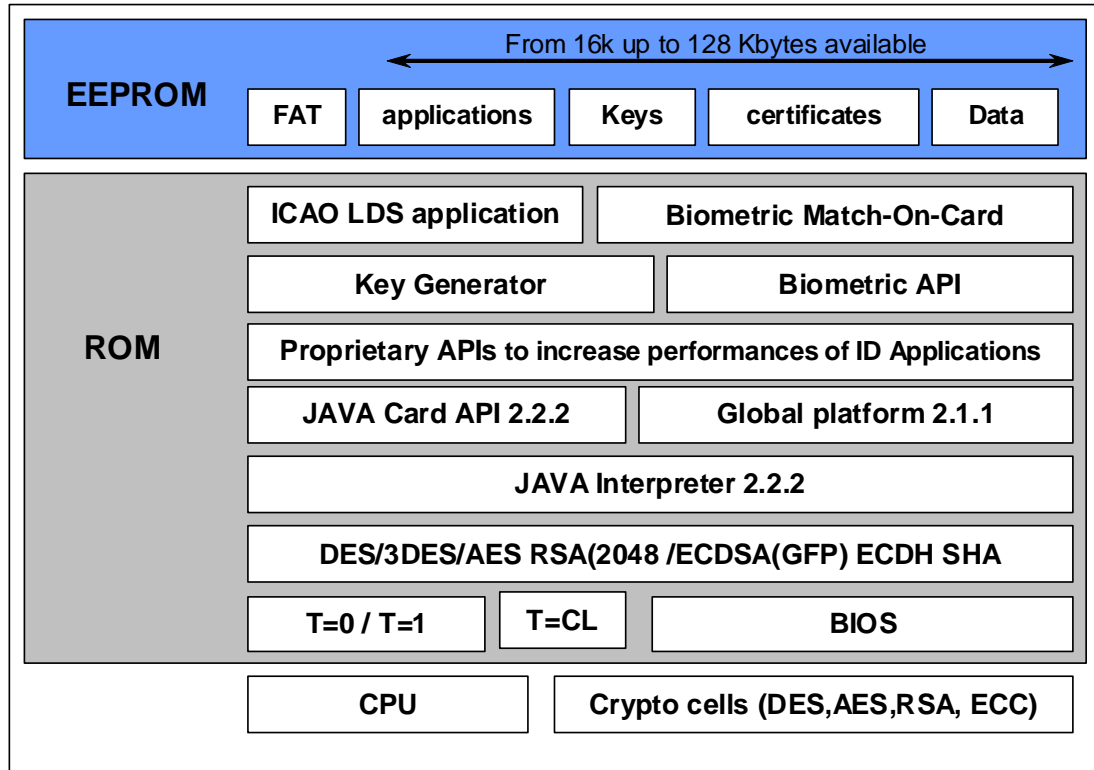 From 16k up to 128 Kbytes available
EEPROM
FAT
applications
Keys
certificates
Data
ICAO LDS application
Biometric Match-On-Card
Key Generator
Biometric API
ROM
Proprietary APIs to increase performances of ID Applications
JAVA Card API 2.2.2
Global platform 2.1.1
JAVA Interpreter 2.2.2
DES/3DES/AES RSA(2048 /ECDSA(GFP) ECDH SHA
T=0 / T=1
T=CL
BIOS
CPU
Crypto cells (DES,AES,RSA, ECC)